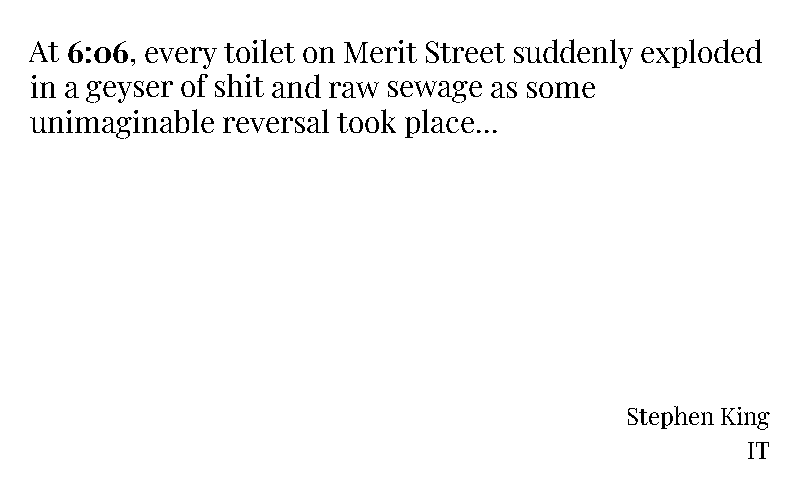 At 6:06, every toilet on Merit Street suddenly exploded
in a geyser of shit and raw sewage as some
unimaginable reversal took place...
Stephen King
IT